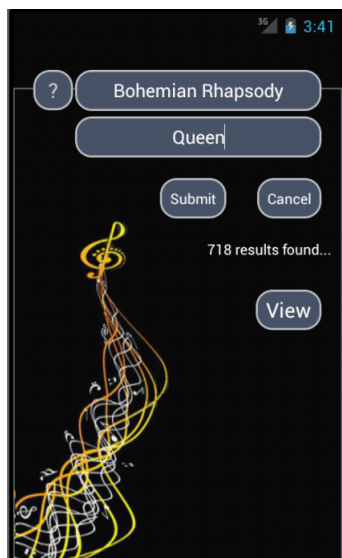 3G 3:41
? Bohemian Rhapsody
Queen
Submit Cancel
718 results found...
View